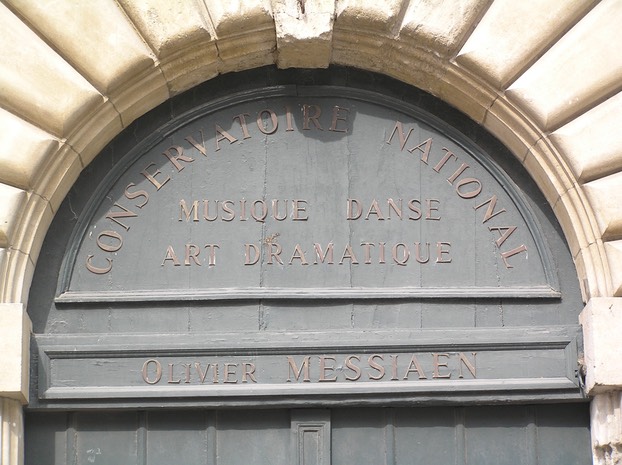 CONSERVATOIRE NATIONAL
MUSIQUE DANSE
ART DRAMATIQUE
OLIVIER MESSIAEN